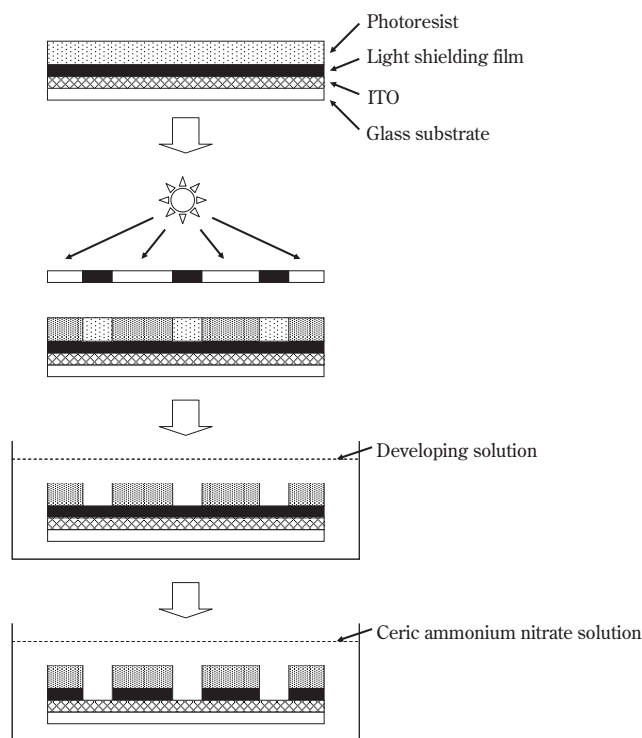 Photoresist
Light shielding film
ITO
Glass substrate
Developing solution
Ceric ammonium nitrate solution